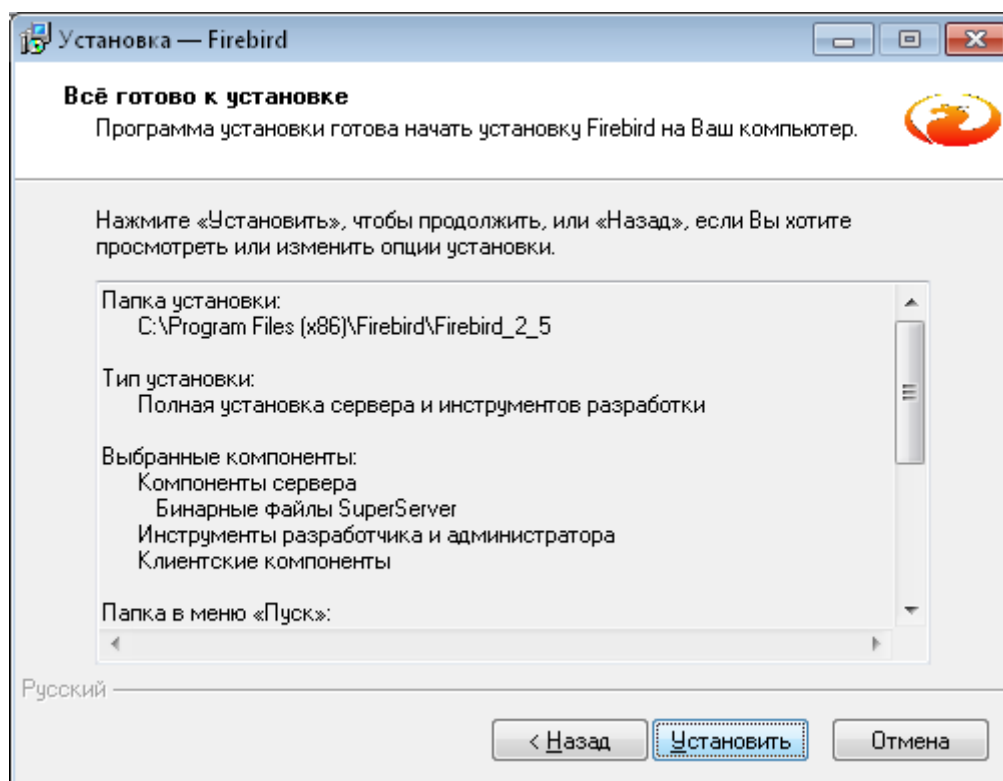 Установка — Firebird
Всё готово к установке
Программа установки готова начать установку Firebird на Ваш компьютер.
Нажмите «Установить», чтобы продолжить, или «Назад», если Вы хотите
просмотреть или изменить опции установки.
Папка установки:
C:\Program Files (x86)\Firebird\Firebird_2_5
Тип установки:
Полная установка сервера и инструментов разработки
Выбранные компоненты:
Компоненты сервера
Бинарные файлы SuperServer
Инструменты разработчика и администратора
Клиентские компоненты
Папка в меню «Пуск»:
Русский
< Назад
Установить
Отмена